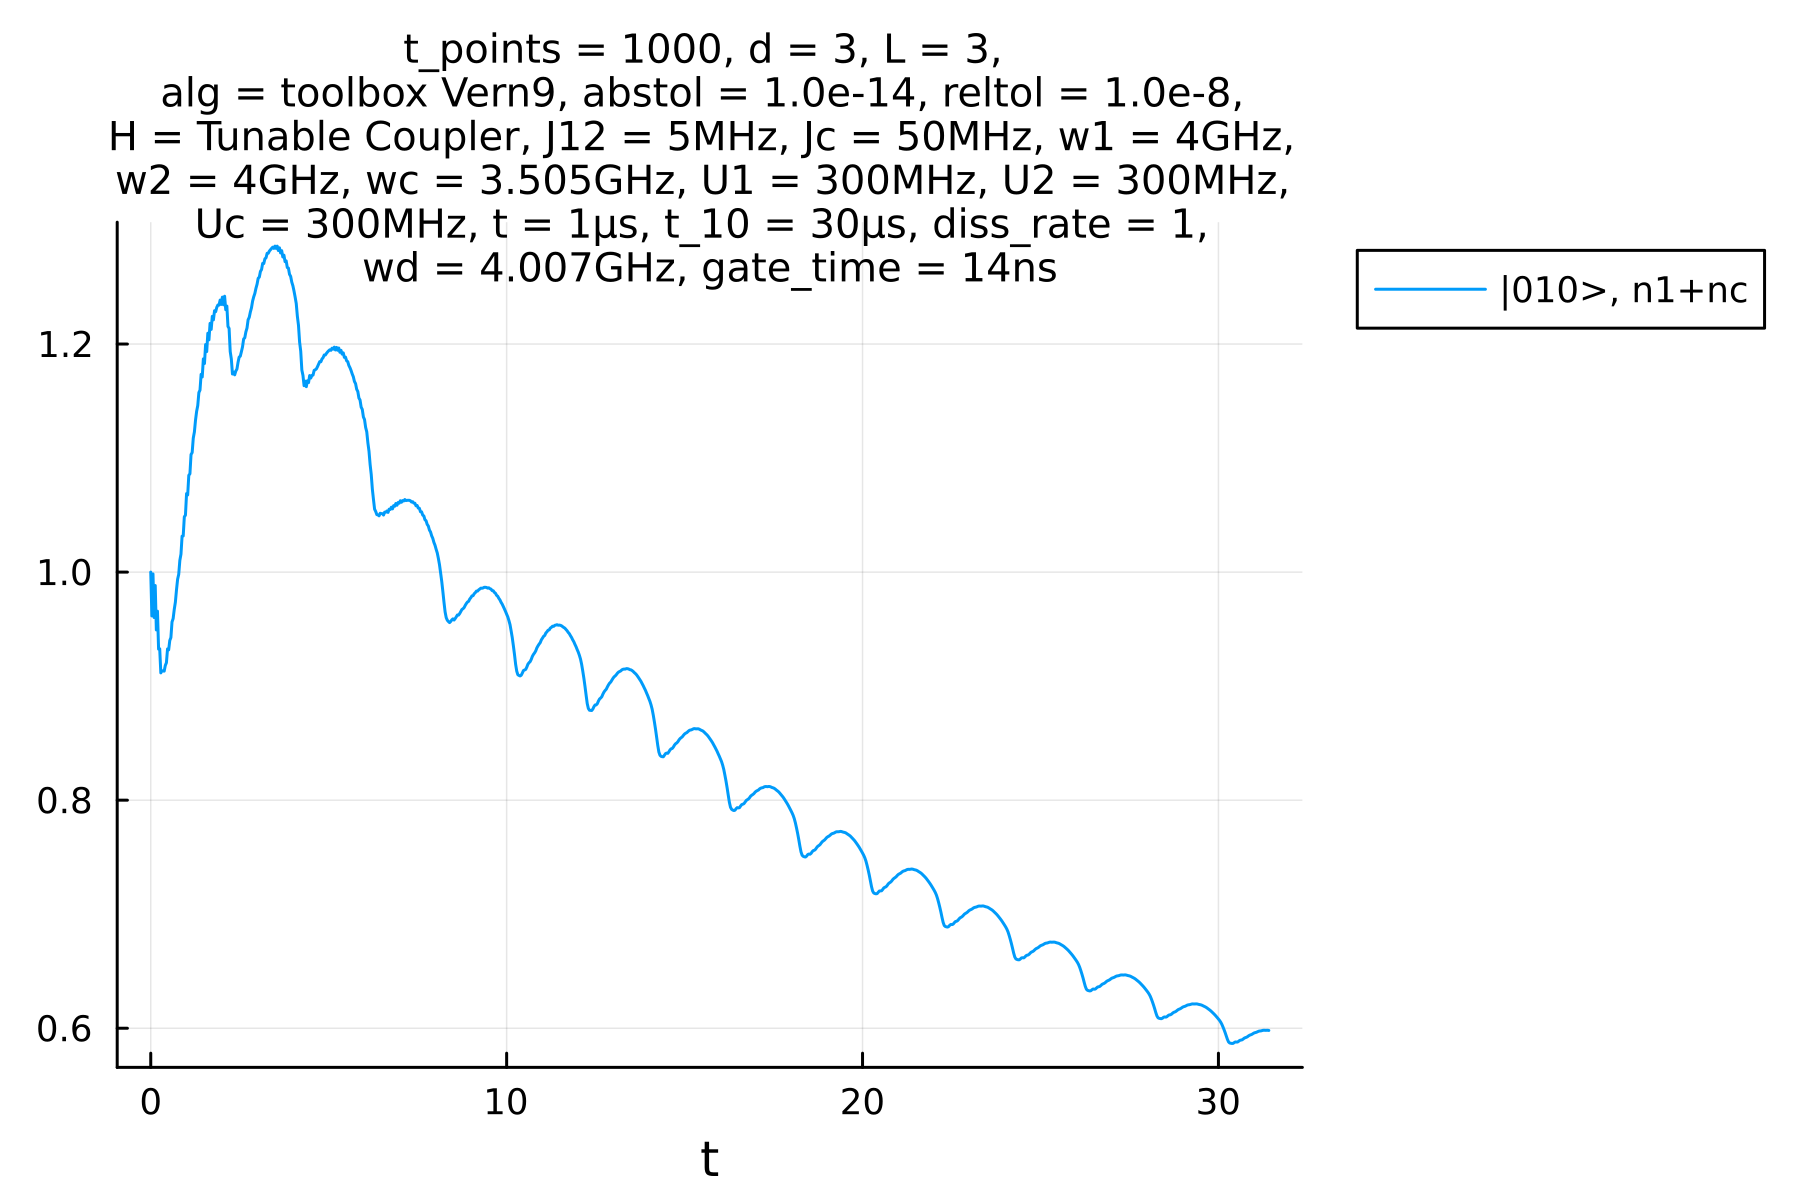 t_points = 1000, d = 3, L = 3,
alg = toolbox Vern9, abstol = 1.0e-14, reltol = 1.0e-8,
H = Tunable Coupler, J12 = 5MHz, Jc = 50MHz, w1 = 4GHz,
w2 = 4GHz, wc = 3.505GHz, U1 = 300MHz, U2 = 300MHz,
Uc = 300MHz, t = 1μs, t_10 = 30μs, diss_rate = 1,
wd = 4.007GHz, gate_time = 14ns
|010>, n1+nc
1.2
1.0
0.8
0.6
0 10 20 30
t